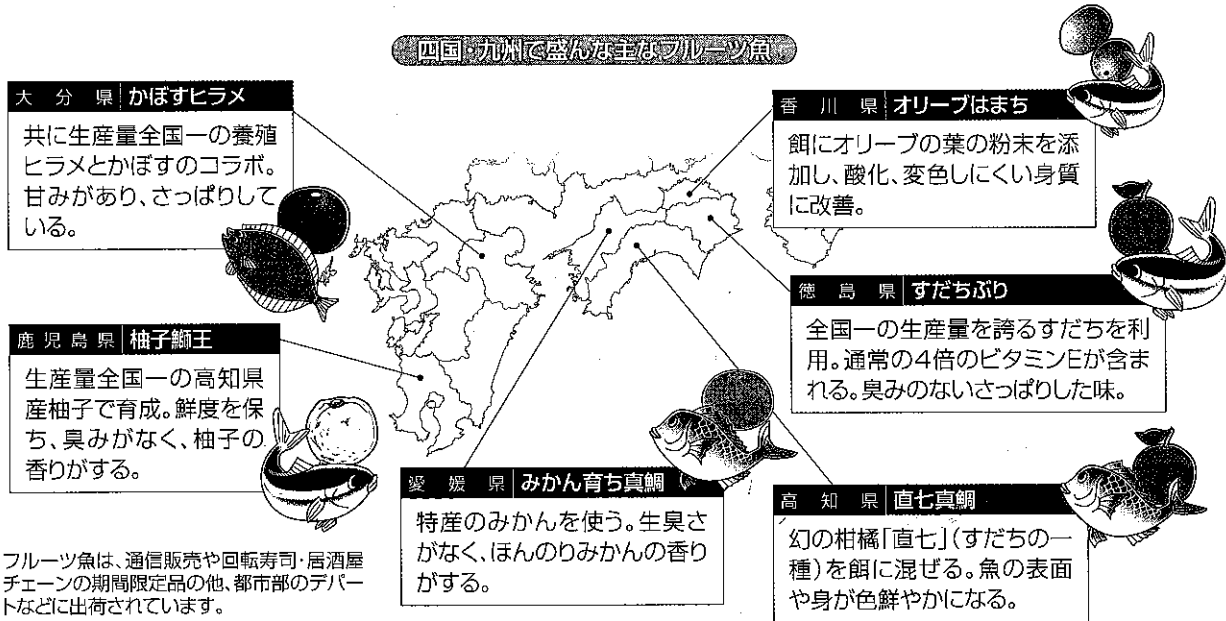 四国・九州で盛んな主なフルーツ魚
大分県 かぼすヒラメ
共に生産量全国一の養殖
ヒラメとかぼすのコラボ。
甘みがあり、さっぱりして
いる。
鹿児島県 柚子鰤王
生産量全国一の高知県
産柚子で育成。鮮度を保
ち、臭みがなく、柚子の
香りがする。
フルーツ魚は、通信販売や回転寿司・居酒屋
チェーンの期間限定品の他、都市部のデパー
トなどに出荷されています。
愛媛県 みかん育ち真鯛
特産のみかんを使う。生臭さ
がなく、ほんのりみかんの香り
がする。
香川県 オリーブはまち
餌にオリーブの葉の粉末を添
加し、酸化、変色しにくい身質
に改善。
徳島県 すだちぶり
全国一の生産量を誇るすだちを利
用。通常の4倍のビタミンEが含ま
れる。臭みのないさっぱりした味。
高知県 直七真鯛
幻の柑橘「直七」(すだちの一
種)を餌に混ぜる。魚の表面
や身が色鮮やかになる。